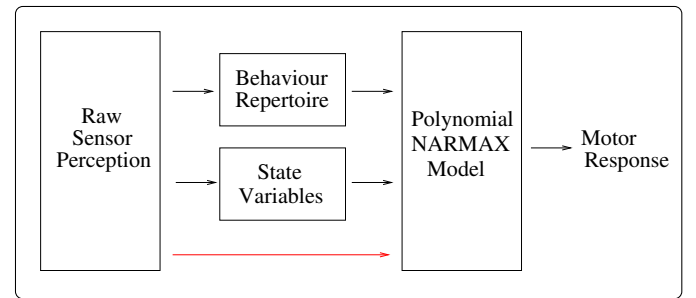 Raw
Sensor
Perception
Behaviour
Repertoire
State
Variables
Polynomial
NARMAX
Model
Motor
Response